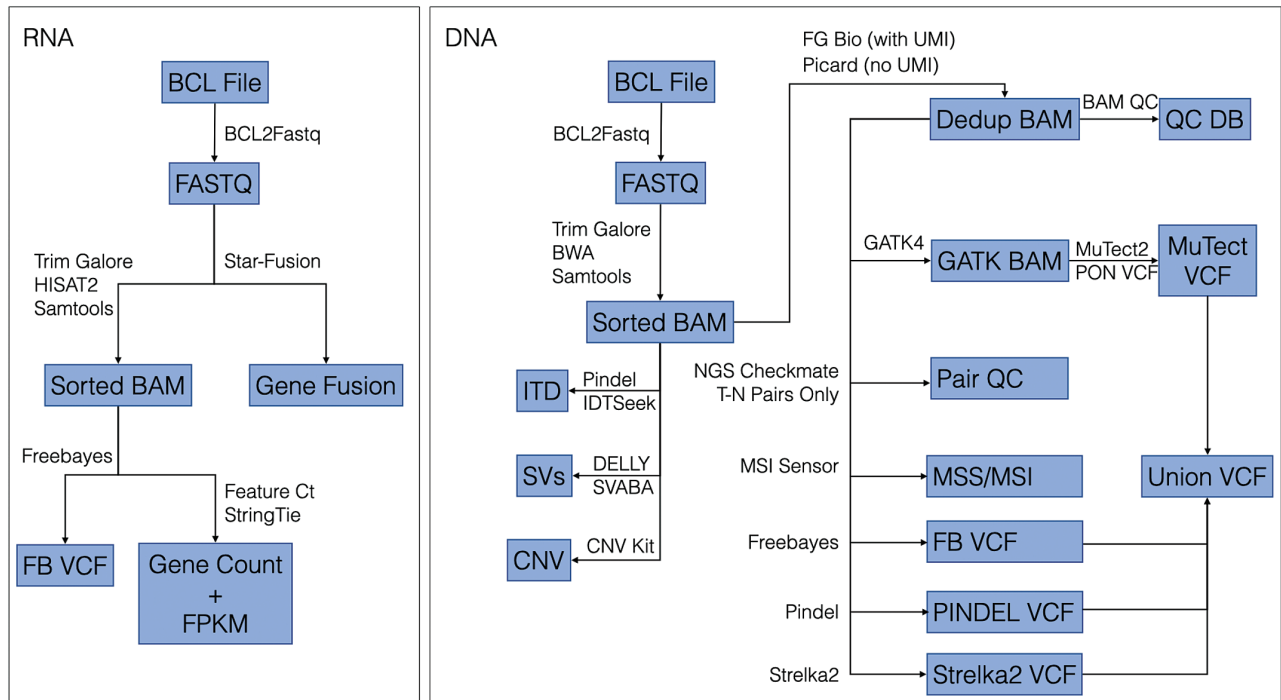 RNA
BCL File
BCL2Fastq
FASTQ
Trim Galore
HISAT2
Samtools
Star-Fusion
Sorted BAM
Gene Fusion
Freebayes
Feature Ct
StringTie
FB VCF
Gene Count
+
FPKM
DNA
BCL File
BCL2Fastq
FASTQ
Trim Galore
BWA
Samtools
Sorted BAM
Pindel
IDTSeek
ITD
DELLY
SVABA
SVs
CNV Kit
CNV
FG Bio (with UMI)
Picard (no UMI)
Dedup BAM
BAM QC
QC DB
GATK4
GATK BAM
MuTect2
PON VCF
MuTect
VCF
NGS Checkmate
T-N Pairs Only
Pair QC
MSI Sensor
MSS/MSI
Union VCF
Freebayes
FB VCF
Pindel
PINDEL VCF
Strelka2
Strelka2 VCF